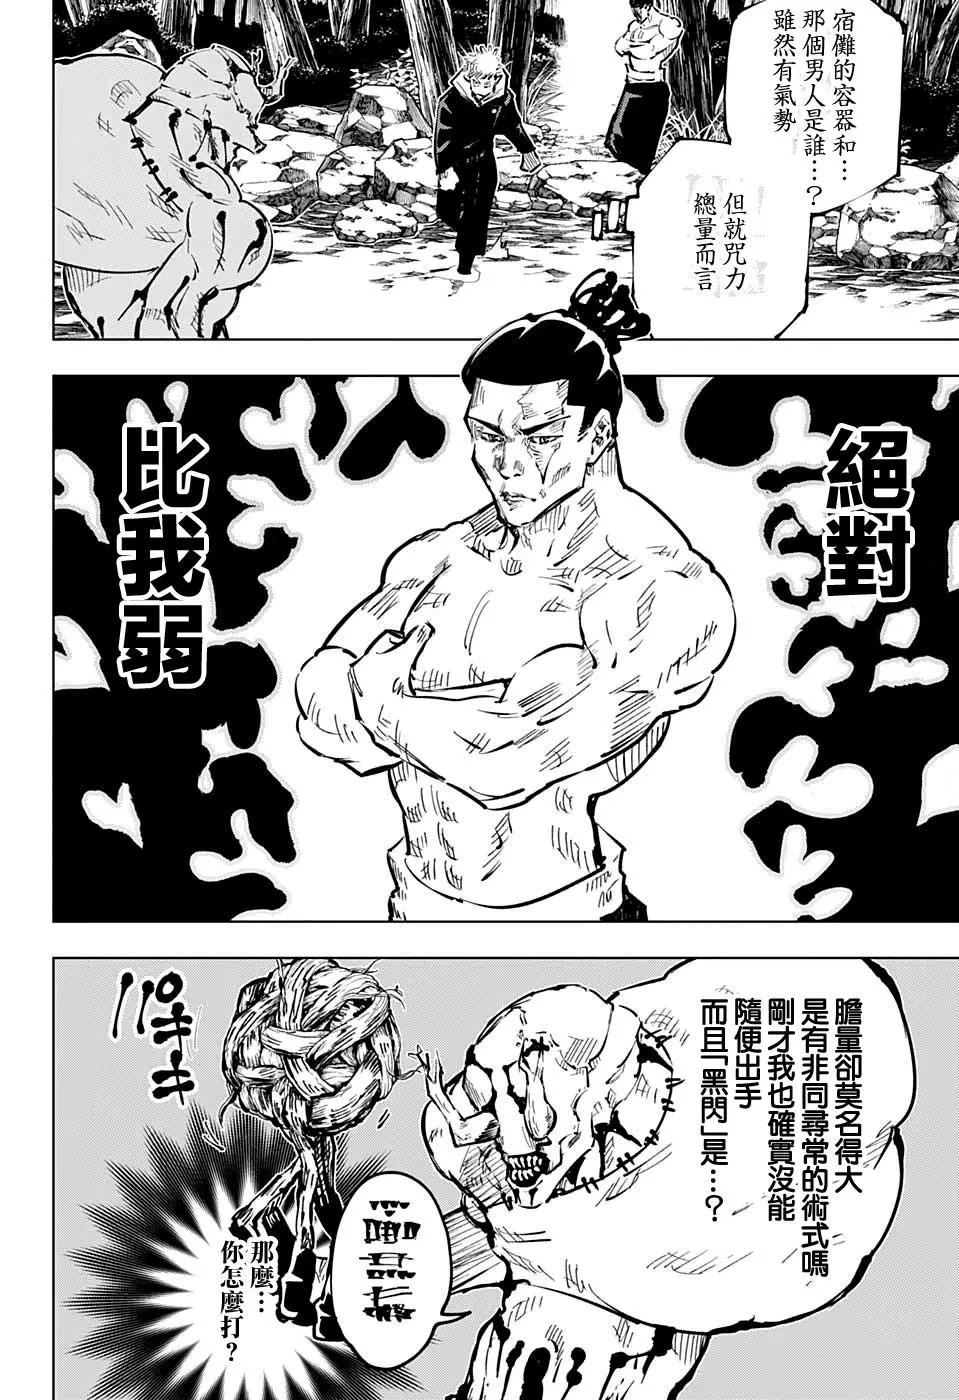 宿儺的容器和…
那個男人是誰…？
雖然有氣勢
但就咒力
總量而言
絕對
比我弱
膽量卻莫名得大
是有非同尋常的術式嗎
剛才我也確實沒能
隨便出手
而且「黑閃」是…？
那麼…
你怎麼打？
パキキ